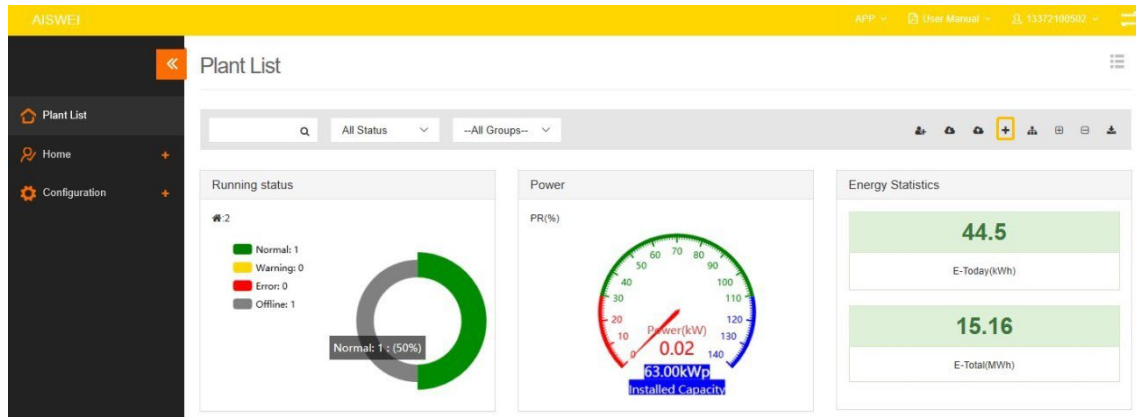 AISWEI
APP User Manual 13372100502
Plant List
Plant List
Home
Configuration
All Status --All Groups--
Running status
:2
Normal: 1
Warning: 0
Error: 0
Offline: 1
Normal: 1 : (50%)
Power
PR(%)
0
10
20
30
40
50
60
70
80
90
100
110
120
130
140
Power(kW)
0.02
63.00kWp
Installed Capacity
Energy Statistics
44.5
E-Today(kWh)
15.16
E-Total(MWh)